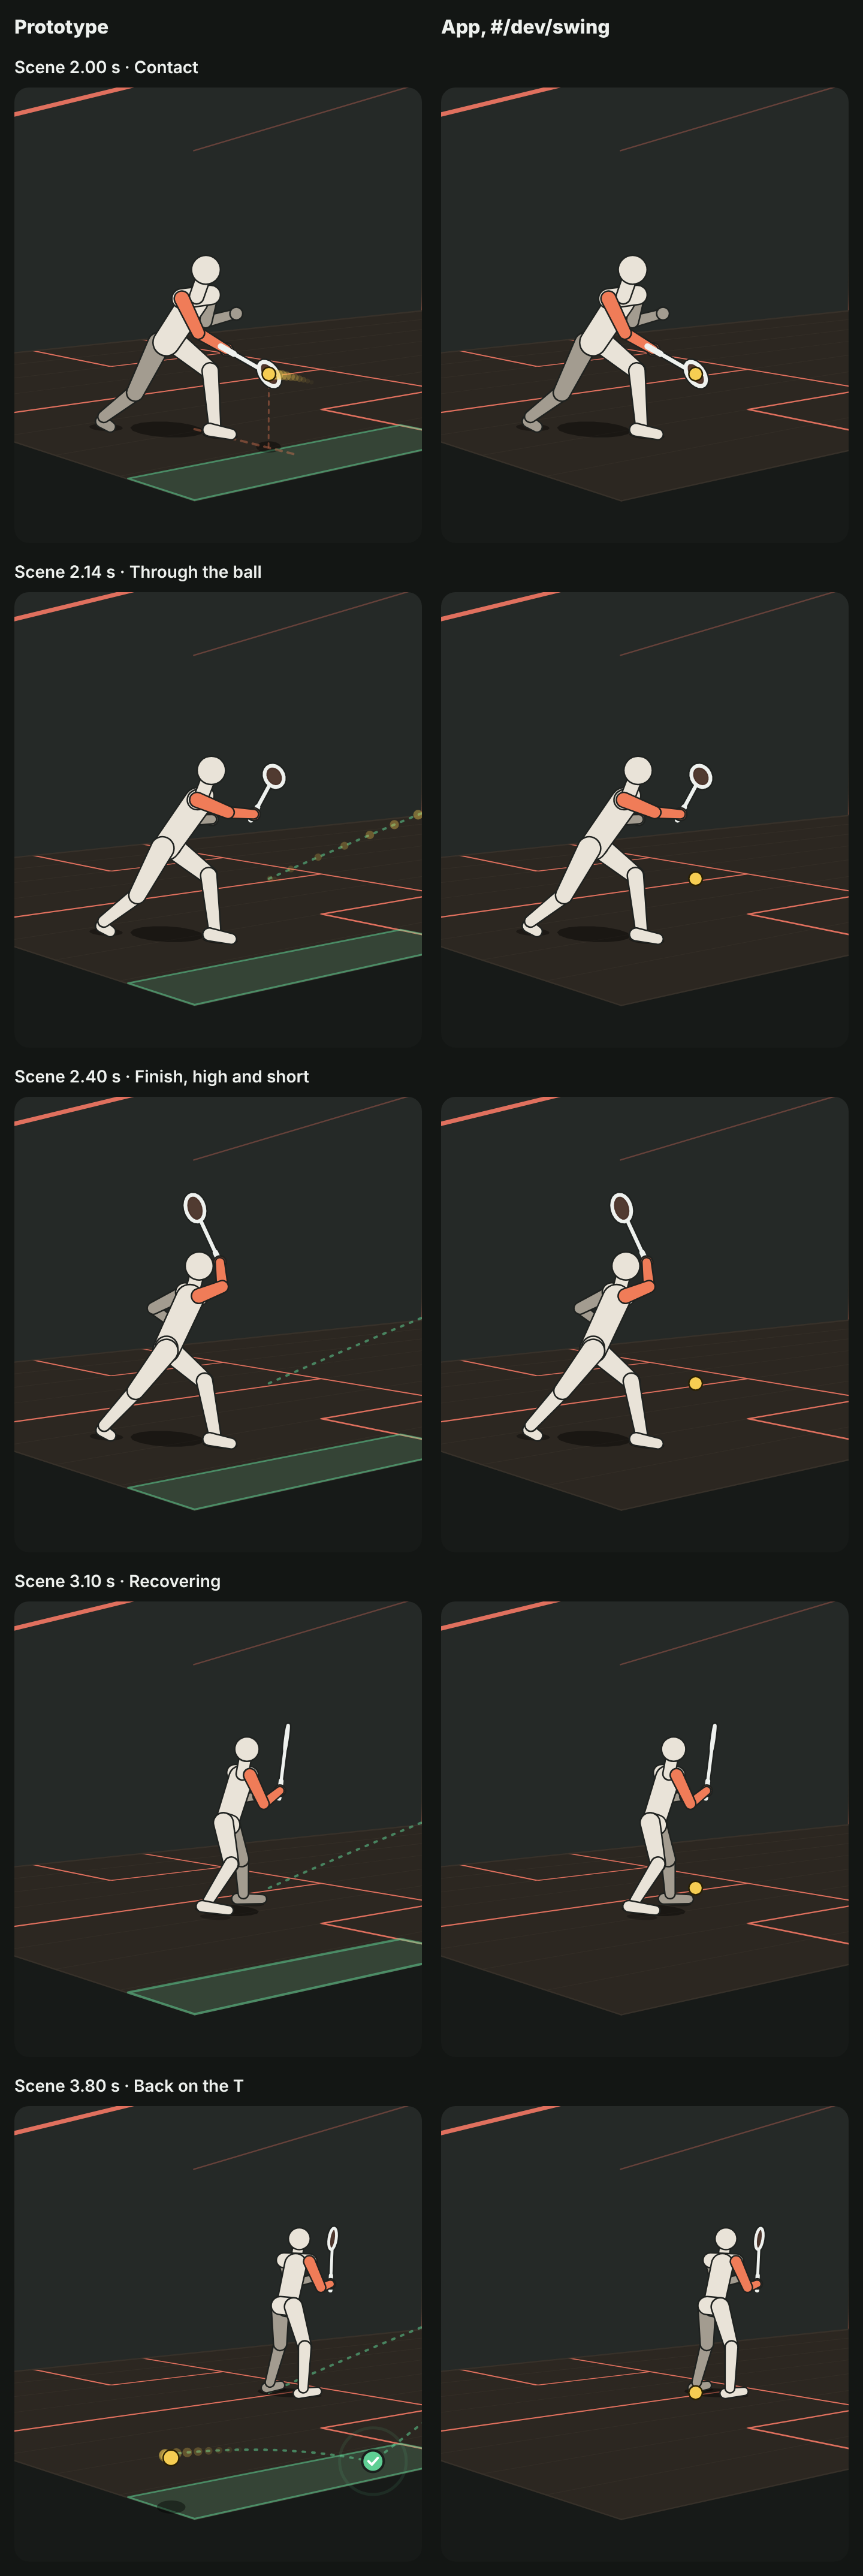 Prototype
App, #/dev/swing
Scene 2.00 s · Contact
Scene 2.14 s · Through the ball
Scene 2.40 s · Finish, high and short
Scene 3.10 s · Recovering
Scene 3.80 s · Back on the T